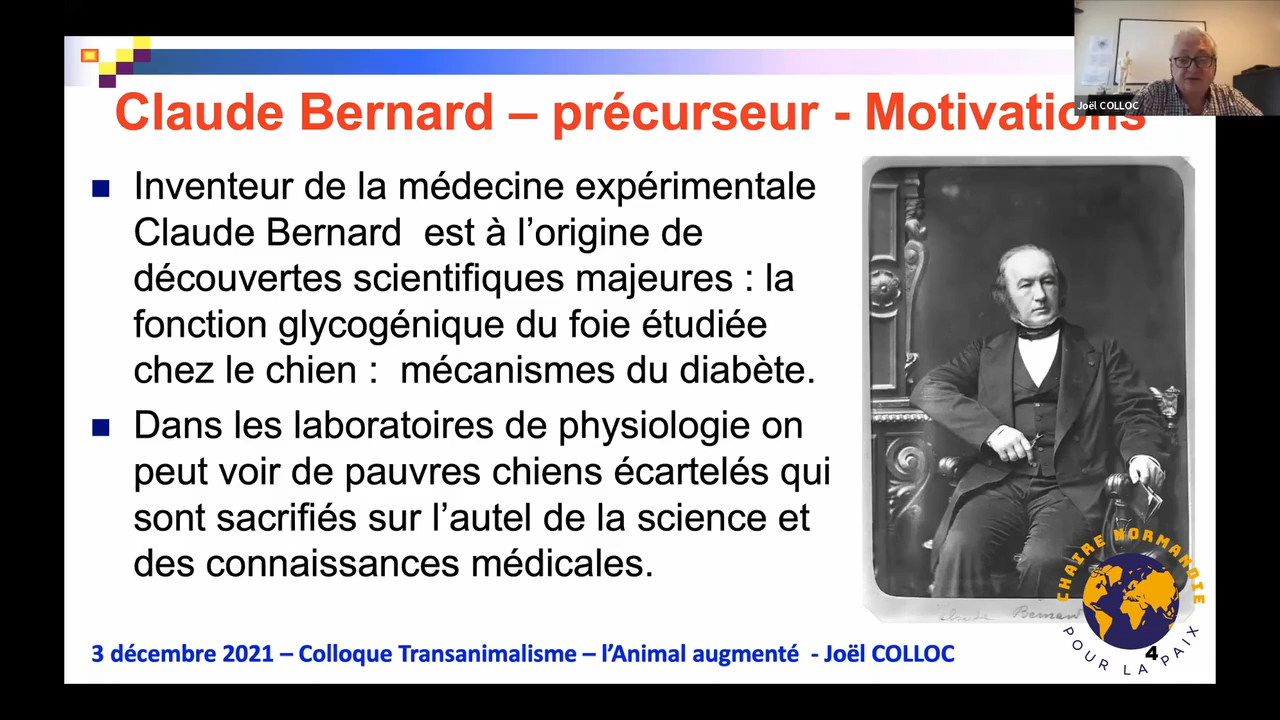 Joël COLLOC
Claude Bernard – précurseur - Motivations
Inventeur de la médecine expérimentale
Claude Bernard est à l’origine de
découvertes scientifiques majeures : la
fonction glycogénique du foie étudiée
chez le chien : mécanismes du diabète.
Dans les laboratoires de physiologie on
peut voir de pauvres chiens écartelés qui
sont sacrifiés sur l’autel de la science et
des connaissances médicales.
Bernard
CHAIRE NORMANDIE
POUR LA PAIX
3 décembre 2021 – Colloque Transanimalisme – l’Animal augmenté - Joël COLLOC
4